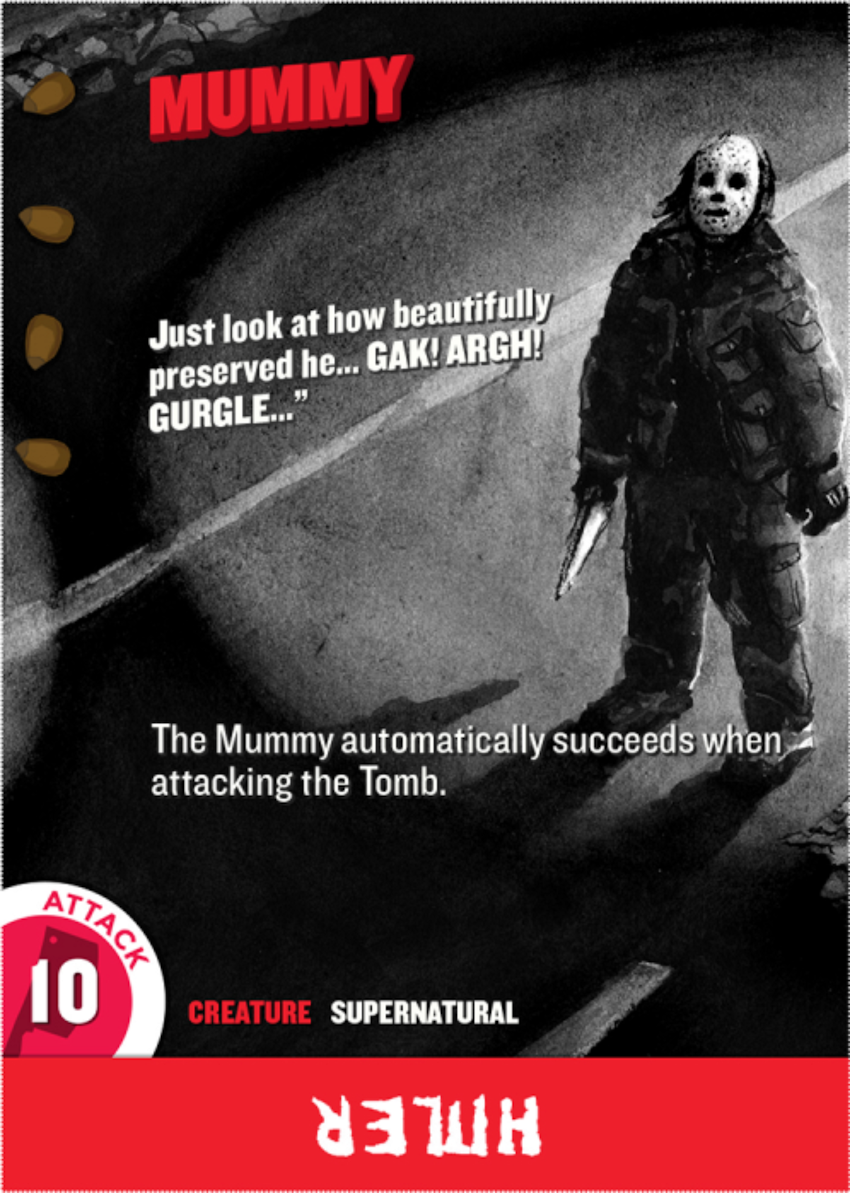 MUMMY
Just look at how beautifully
preserved he... GAK! ARGH!
GURGLE...”
The Mummy automatically succeeds when
attacking the Tomb.
ATTACK
10
CREATURE SUPERNATURAL
HITLER